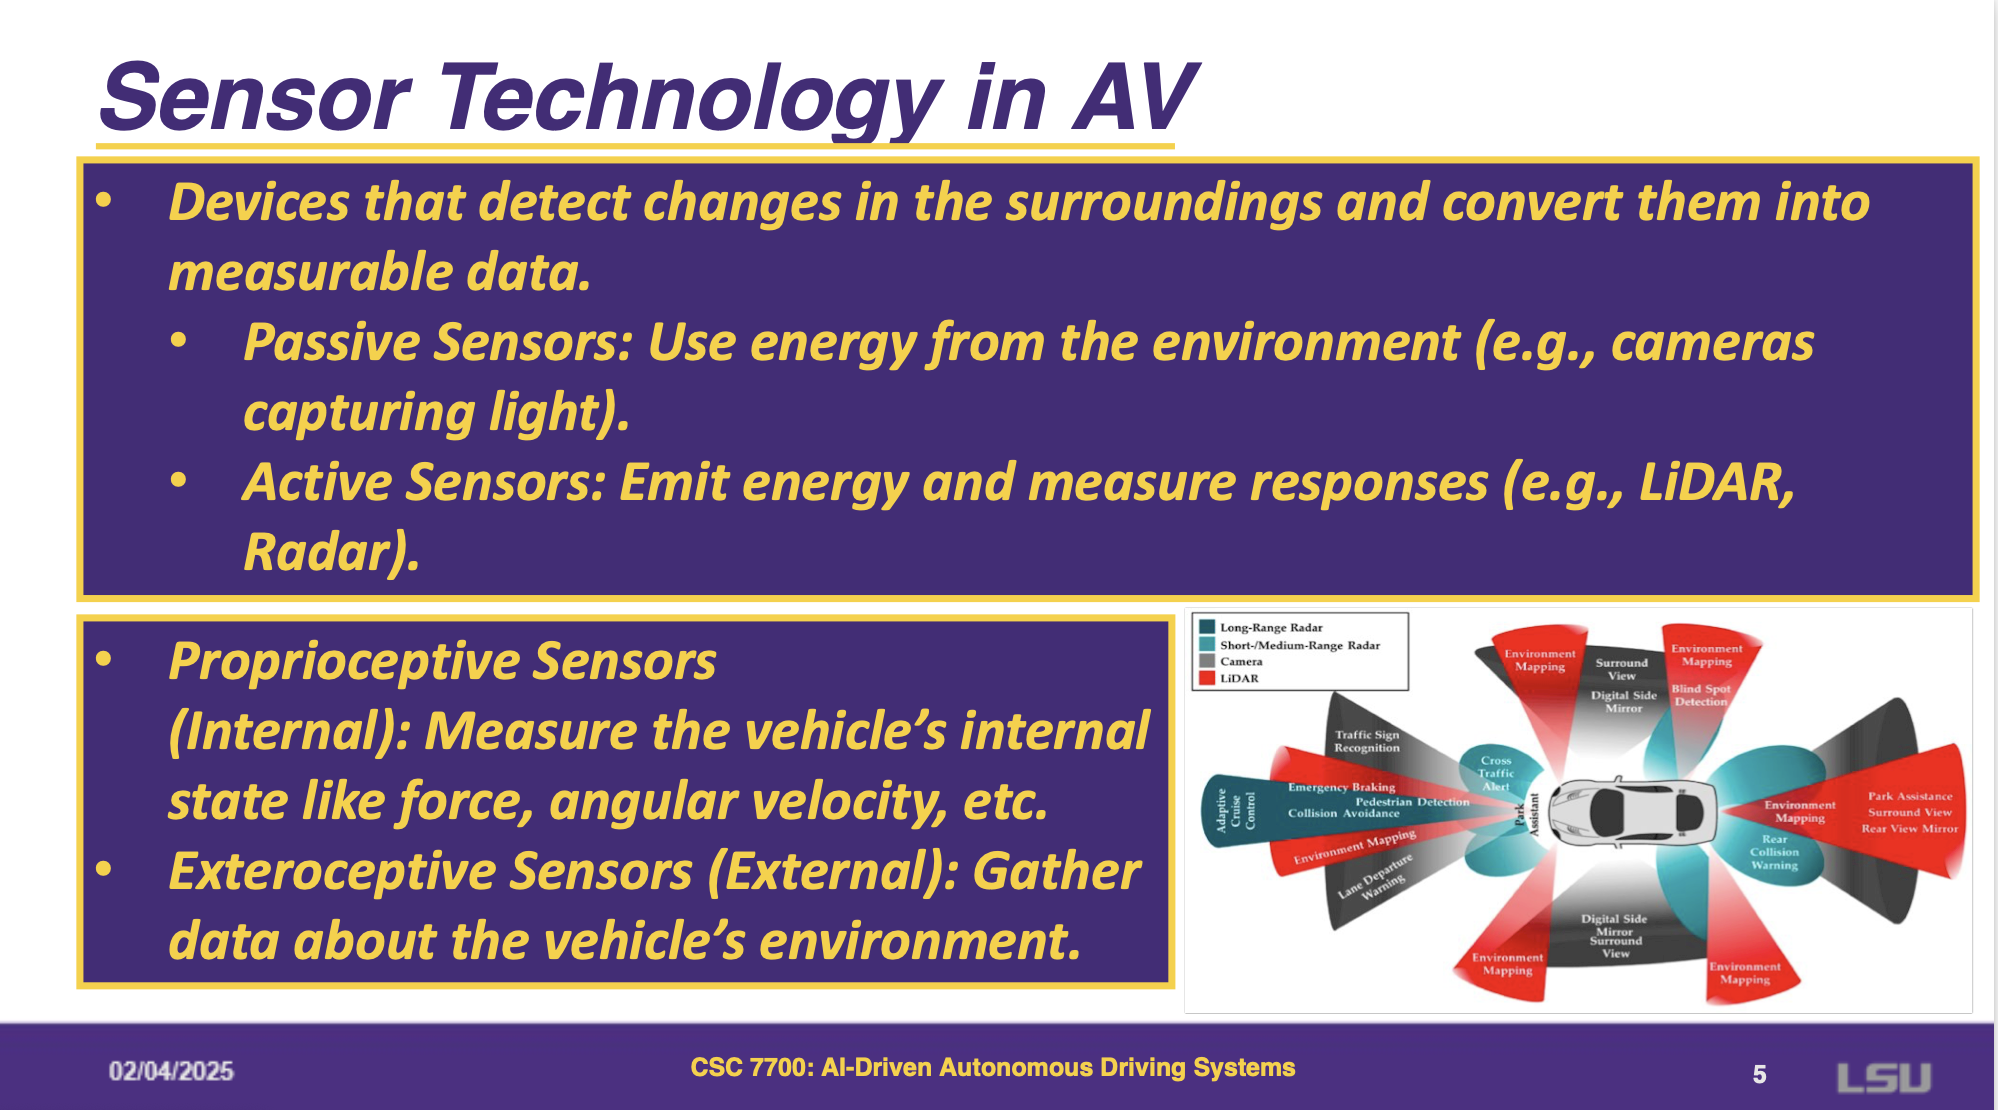 Sensor Technology in AV
• Devices that detect changes in the surroundings and convert them into
measurable data.
• Passive Sensors: Use energy from the environment (e.g., cameras
capturing light).
• Active Sensors: Emit energy and measure responses (e.g., LiDAR,
Radar).
• Proprioceptive Sensors
(Internal): Measure the vehicle’s internal
state like force, angular velocity, etc.
• Exteroceptive Sensors (External): Gather
data about the vehicle’s environment.
Long-Range Radar
Short-/Medium-Range Radar
Camera
LiDAR
Environment
Mapping
Surround
View
Digital Side
Mirror
Environment
Mapping
Blind Spot
Detection
Traffic Sign
Recognition
Cross
Traffic
Alert
Adaptive
Cruise
Control
Emergency Braking
Pedestrian Detection
Collision Avoidance
Environment Mapping
Lane Departure
Warning
Park
Assistant
Environment
Mapping
Park Assistance
Surround View
Rear View Mirror
Rear
Collision
Warning
Environment
Mapping
Digital Side
Mirror
Surround
View
Environment
Mapping
02/04/2025
CSC 7700: AI-Driven Autonomous Driving Systems
5
LSU